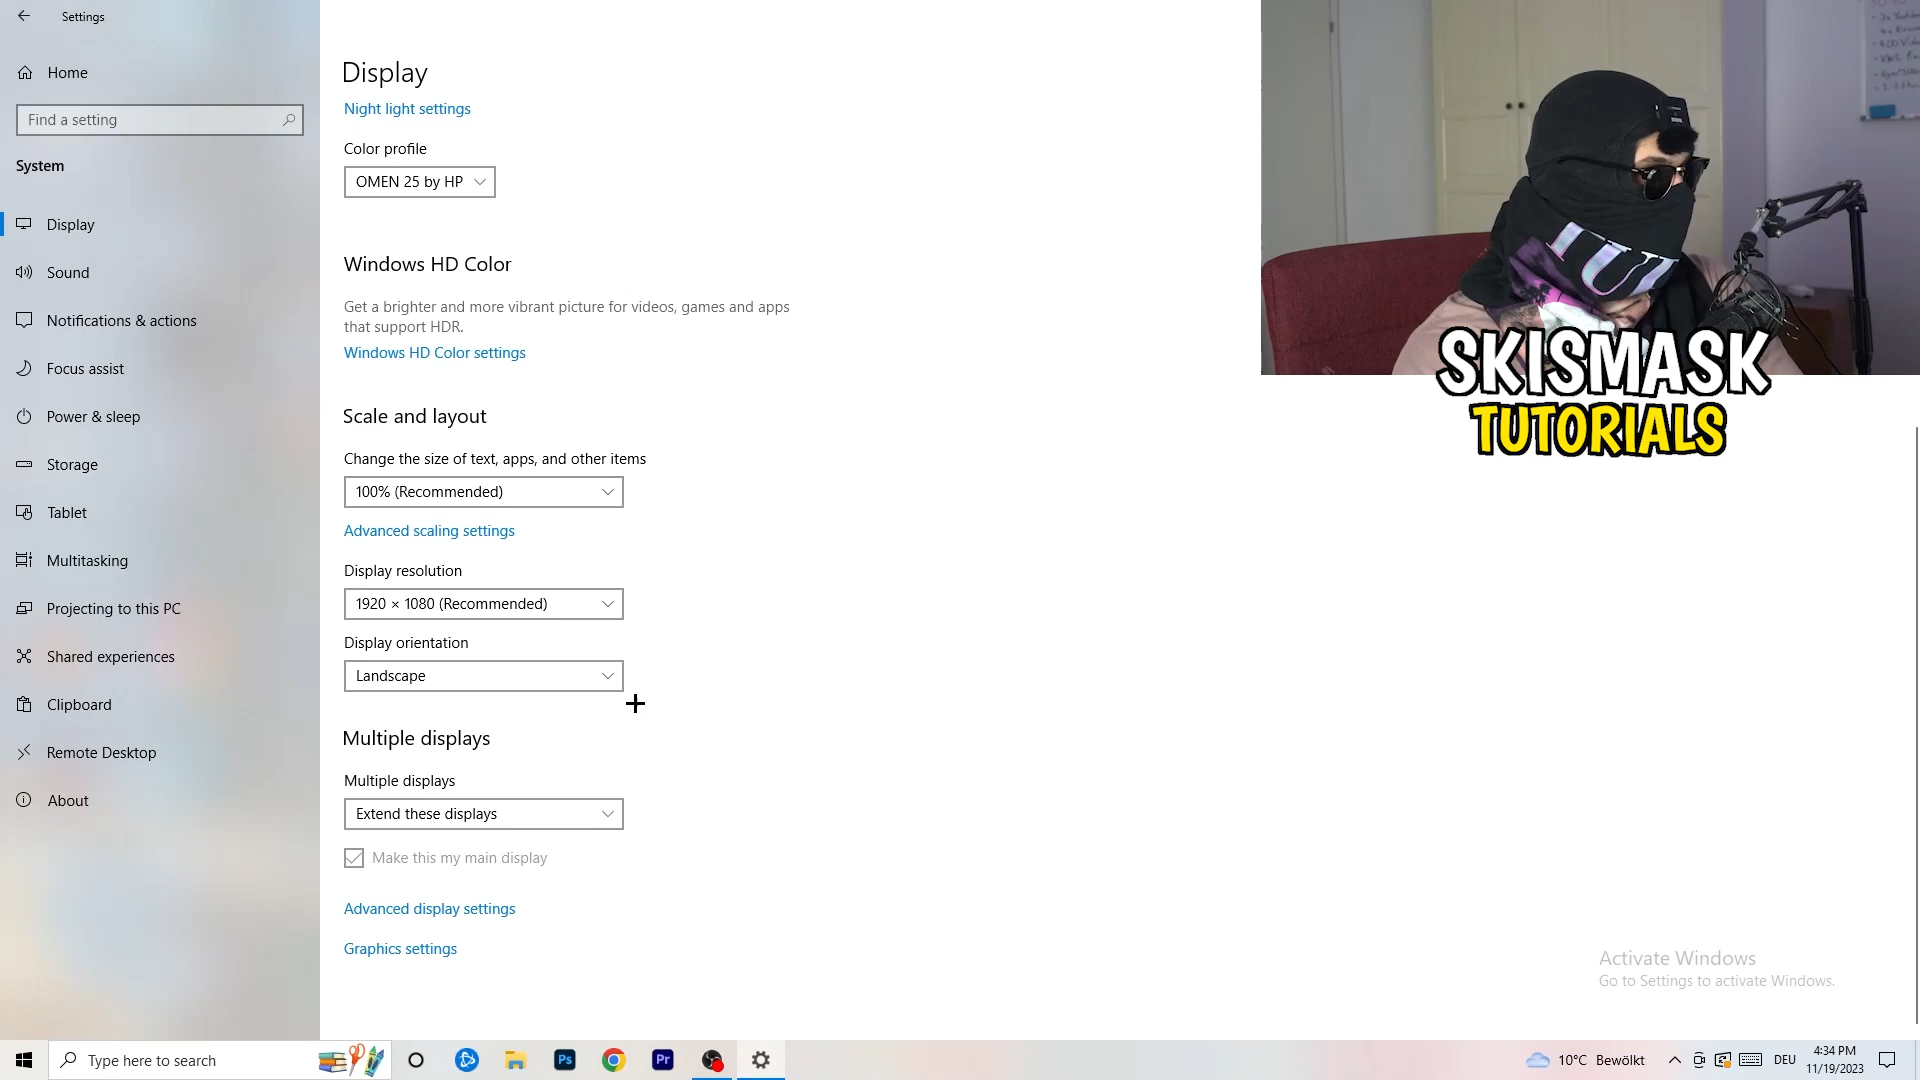 Settings
Home
Find a setting
System
Display
Sound
Notifications & actions
Focus assist
Power & sleep
Storage
Tablet
Multitasking
Projecting to this PC
Shared experiences
Clipboard
Remote Desktop
About
Display
Night light settings
Color profile
OMEN 25 by HP
Windows HD Color
Get a brighter and more vibrant picture for videos, games and apps
that support HDR.
Windows HD Color settings
Scale and layout
Change the size of text, apps, and other items
100% (Recommended)
Advanced scaling settings
Display resolution
1920 × 1080 (Recommended)
Display orientation
Landscape
Multiple displays
Multiple displays
Extend these displays
Make this my main display
Advanced display settings
Graphics settings
SKISMASK
TUTORIALS
Activate Windows
Go to Settings to activate Windows.
Type here to search
Ps
Pr
10°C Bewölkt
DEU
4:34 PM
11/19/2023